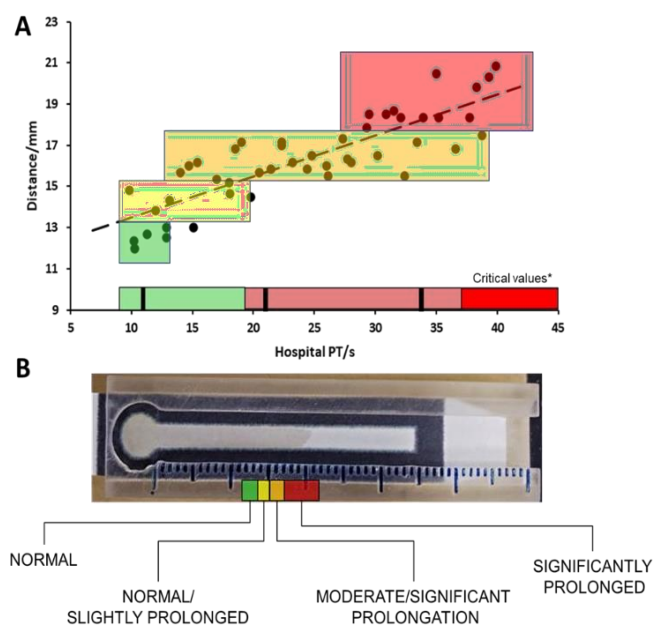 A
23
21
19
17
15
13
11
9
Distance/mm
Critical values*
5 10 15 20 25 30 35 40 45
Hospital PT/s
B
NORMAL
NORMAL/
SLIGHTLY PROLONGED
MODERATE/SIGNIFICANT
PROLONGATION
SIGNIFICANTLY
PROLONGED